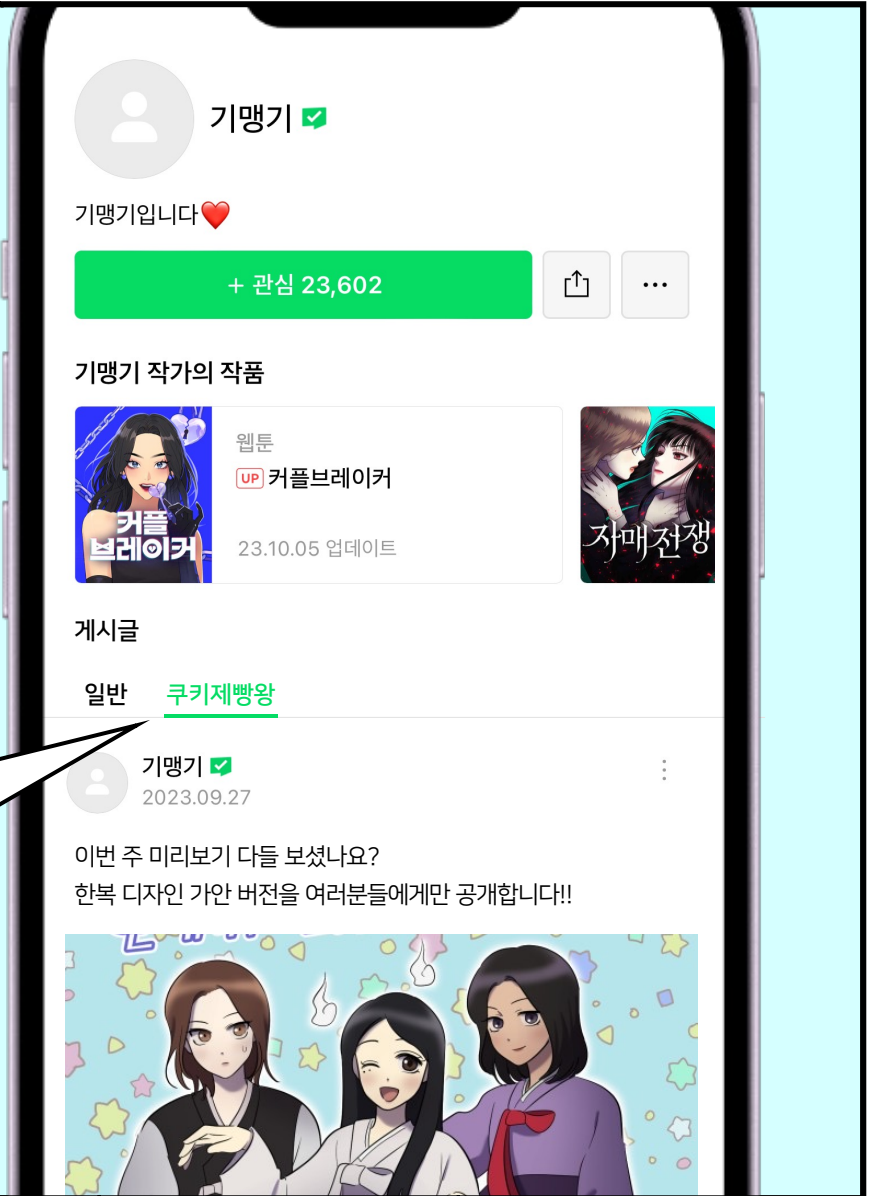 기맹기
기맹기입니다❤️
+ 관심 23,602
기맹기 작가의 작품
커플
브레이커
웹툰
UP 커플브레이커
23.10.05 업데이트
자매전쟁
게시글
일반 쿠키제빵왕
기맹기
2023.09.27
이번 주 미리보기 다들 보셨나요?
한복 디자인 가안 버전을 여러분들에게만 공개합니다!!